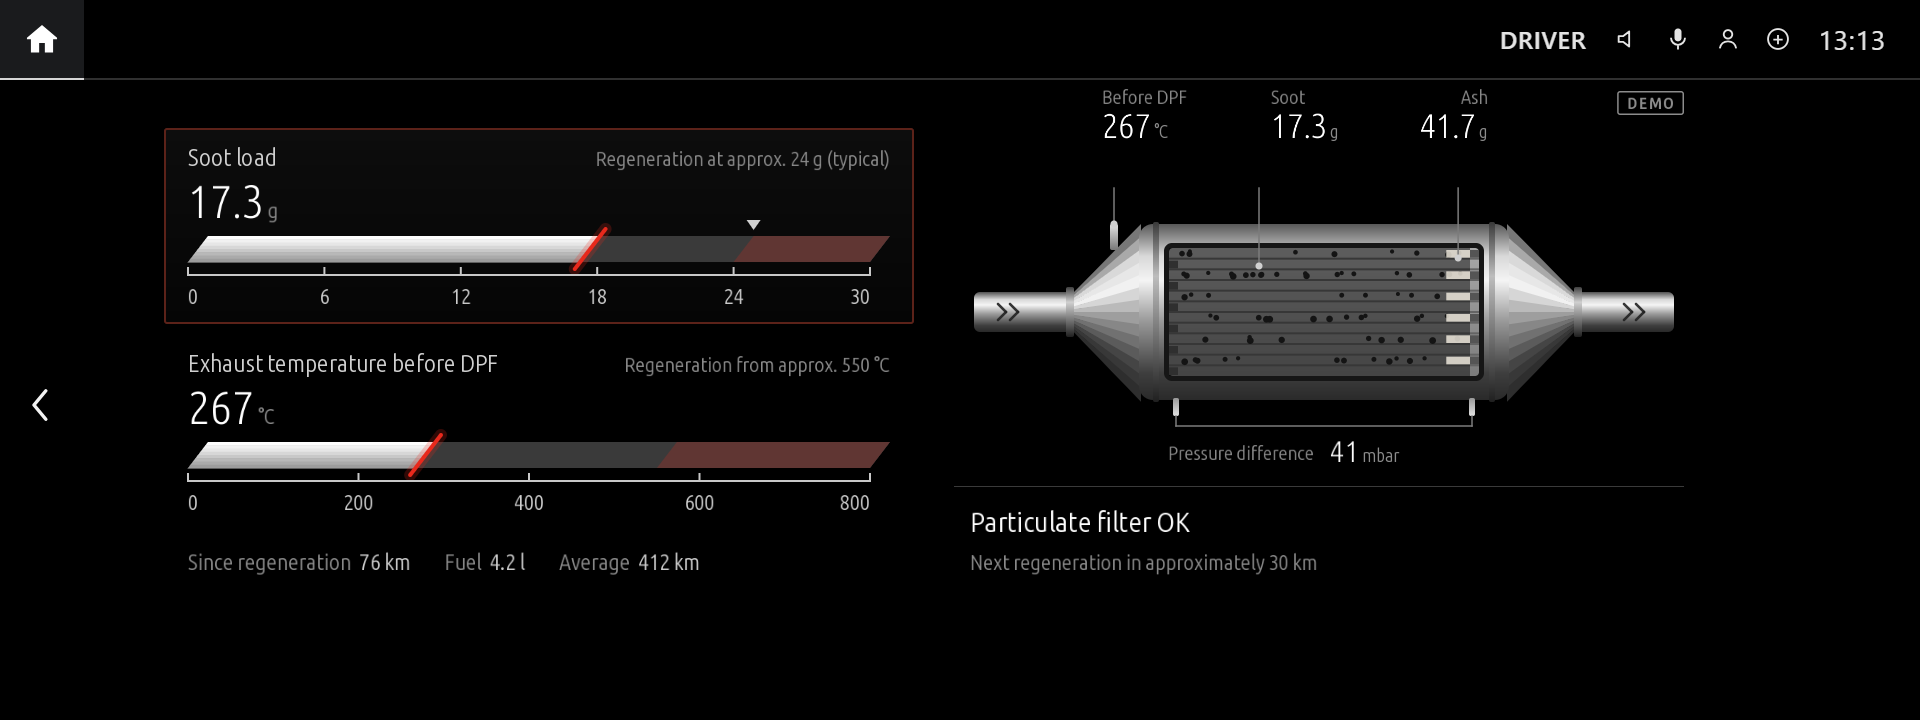 DRIVER 13:13
Before DPF Soot Ash
267 °C 17.3 g 41.7 g
DEMO
Soot load Regeneration at approx. 24 g (typical)
17.3 g
0 6 12 18 24 30
Exhaust temperature before DPF Regeneration from approx. 550 °C
267 °C
0 200 400 600 800
Since regeneration 76 km Fuel 4.2 l Average 412 km
Pressure difference 41 mbar
Particulate filter OK
Next regeneration in approximately 30 km